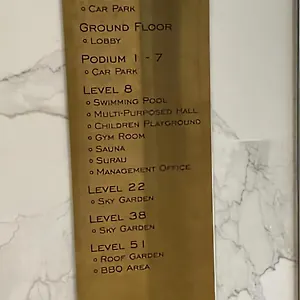 ○ Car Park
Ground Floor
○ Lobby
Podium 1 - 7
○ Car Park
Level 8
○ Swimming Pool
○ Multi-Purposed Hall
○ Children Playground
○ Gym Room
○ Sauna
○ Surau
○ Management Office
Level 22
○ Sky Garden
Level 38
○ Sky Garden
Level 51
○ Roof Garden
○ BBQ Area